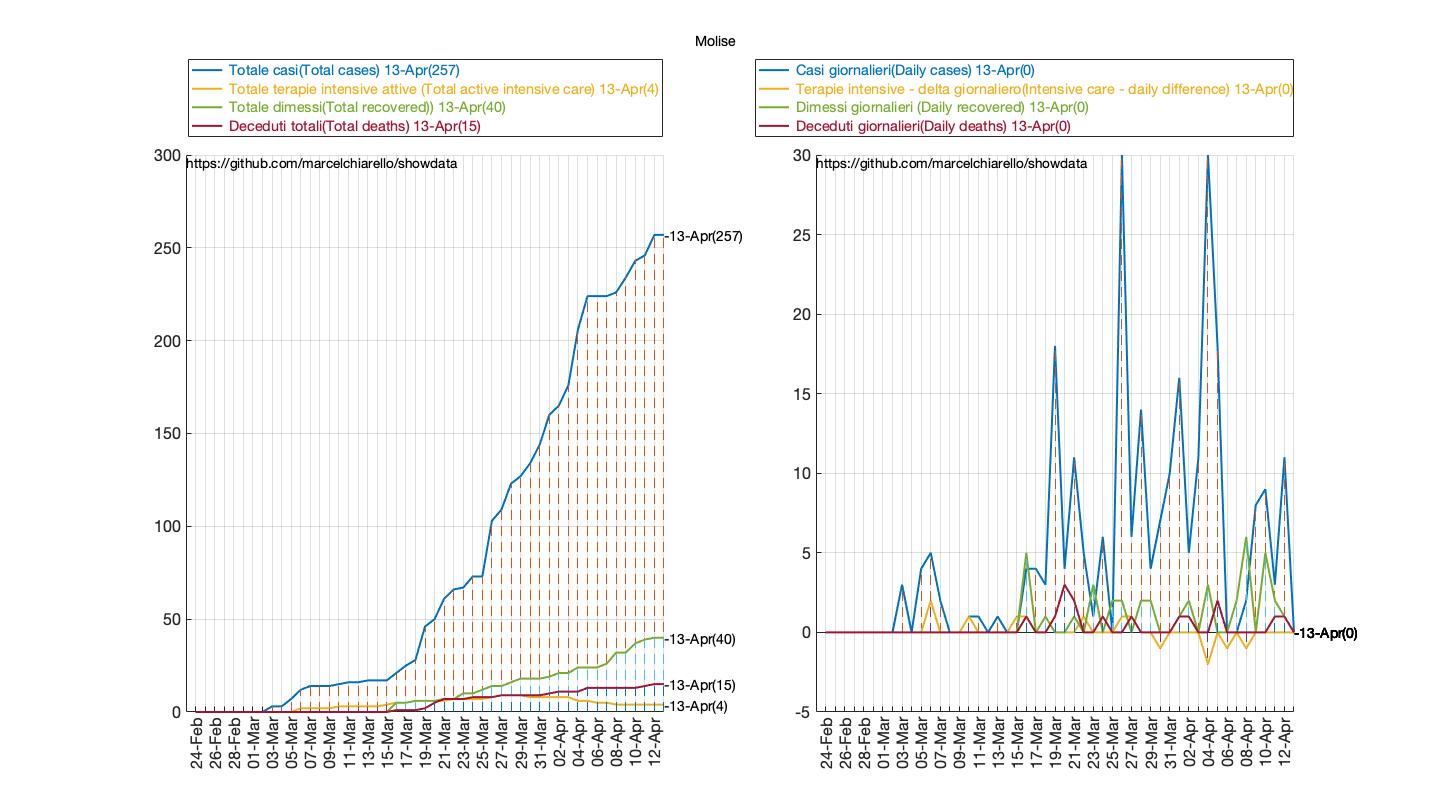 Molise
Totale casi(Total cases) 13-Apr(257)
Totale terapie intensive attive (Total active intensive care) 13-Apr(4)
Totale dimessi(Total recovered)) 13-Apr(40)
Deceduti totali(Total deaths) 13-Apr(15)
300
https://github.com/marcelchiarello/showdata
250
200
150
100
50
0
-13-Apr(257)
-13-Apr(40)
-13-Apr(15)
-13-Apr(4)
24-Feb
26-Feb
28-Feb
01-Mar
03-Mar
05-Mar
07-Mar
09-Mar
11-Mar
13-Mar
15-Mar
17-Mar
19-Mar
21-Mar
23-Mar
25-Mar
27-Mar
29-Mar
31-Mar
02-Apr
04-Apr
06-Apr
08-Apr
10-Apr
12-Apr
Casi giornalieri(Daily cases) 13-Apr(0)
Terapie intensive - delta giornaliero(Intensive care - daily difference) 13-Apr(0)
Dimessi giornalieri (Daily recovered) 13-Apr(0)
Deceduti giornalieri(Daily deaths) 13-Apr(0)
30
https://github.com/marcelchiarello/showdata
25
20
15
10
5
0
-5
-13-Apr(0)
24-Feb
26-Feb
28-Feb
01-Mar
03-Mar
05-Mar
07-Mar
09-Mar
11-Mar
13-Mar
15-Mar
17-Mar
19-Mar
21-Mar
23-Mar
25-Mar
27-Mar
29-Mar
31-Mar
02-Apr
04-Apr
06-Apr
08-Apr
10-Apr
12-Apr